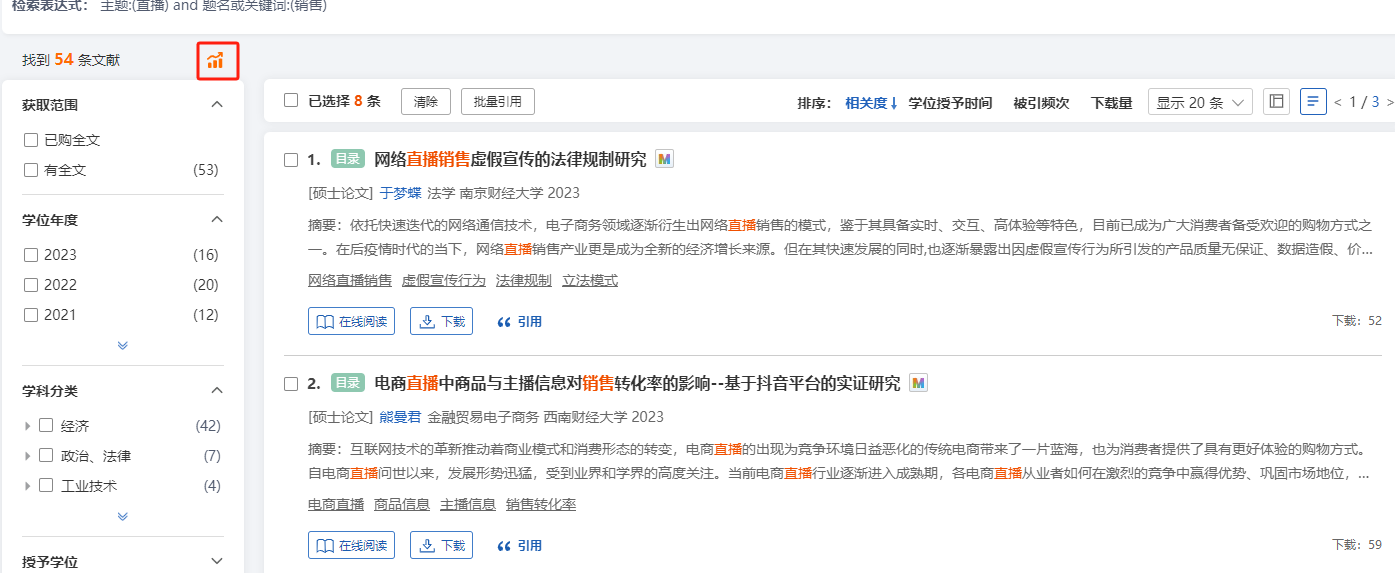 检索表达式： 主题:(直播) and 题名或关键词:(销售)
找到 54 条文献
获取范围
已购全文
有全文 (53)
学位年度
2023 (16)
2022 (20)
2021 (12)
学科分类
经济 (42)
政治、法律 (7)
工业技术 (4)
授予学位
已选择 8 条 清除 批量引用 排序： 相关度↓ 学位授予时间 被引频次 下载量 显示 20 条 < 1 / 3 >
1. 目录 网络直播销售虚假宣传的法律规制研究 M
[硕士论文] 于梦蝶 法学 南京财经大学 2023
摘要：依托快速迭代的网络通信技术，电子商务领域逐渐衍生出网络直播销售的模式，鉴于其具备实时、交互、高体验等特色，目前已成为广大消费者备受欢迎的购物方式之
一。在后疫情时代的当下，网络直播销售产业更是成为全新的经济增长来源。但在其快速发展的同时,也逐渐暴露出因虚假宣传行为所引发的产品质量无保证、数据造假、价...
网络直播销售 虚假宣传行为 法律规制 立法模式
在线阅读 下载 引用 下载：52
2. 目录 电商直播中商品与主播信息对销售转化率的影响--基于抖音平台的实证研究 M
[硕士论文] 熊曼君 金融贸易电子商务 西南财经大学 2023
摘要：互联网技术的革新推动着商业模式和消费形态的转变，电商直播的出现为竞争环境日益恶化的传统电商带来了一片蓝海，也为消费者提供了具有更好体验的购物方式。
自电商直播问世以来，发展形势迅猛，受到业界和学界的高度关注。当前电商直播行业逐渐进入成熟期，各电商直播从业者如何在激烈的竞争中赢得优势、巩固市场地位，...
电商直播 商品信息 主播信息 销售转化率
在线阅读 下载 引用 下载：59